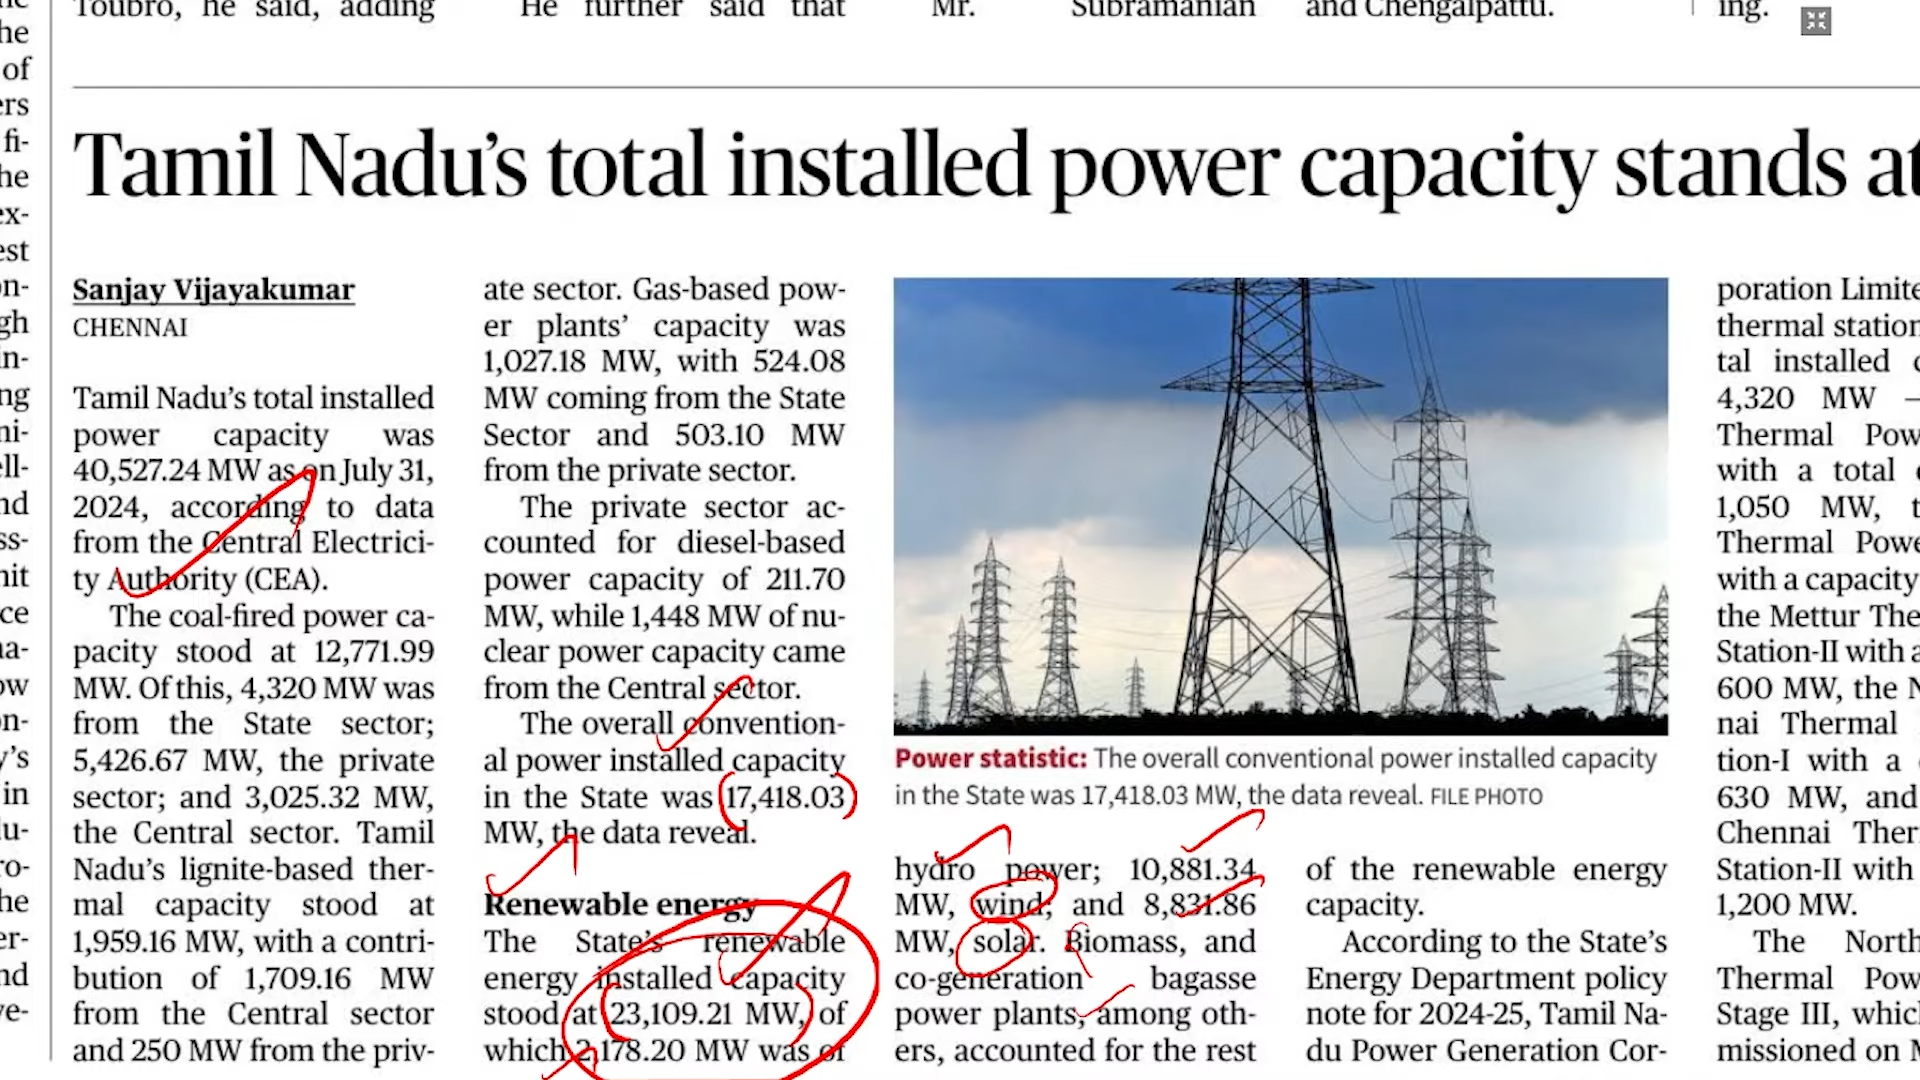 Toubro, he said, adding
He further said that
Mr. Subramanian
and Chengalpattu.
ing.
Tamil Nadu’s total installed power capacity stands at
Sanjay Vijayakumar
CHENNAI
Tamil Nadu’s total installed
power capacity was
40,527.24 MW as on July 31,
2024, according to data
from the Central Electrici-
ty Authority (CEA).
The coal-fired power ca-
pacity stood at 12,771.99
MW. Of this, 4,320 MW was
from the State sector;
5,426.67 MW, the private
sector; and 3,025.32 MW,
the Central sector. Tamil
Nadu’s lignite-based ther-
mal capacity stood at
1,959.16 MW, with a contri-
bution of 1,709.16 MW
from the Central sector
and 250 MW from the priv-
ate sector. Gas-based pow-
er plants’ capacity was
1,027.18 MW, with 524.08
MW coming from the State
Sector and 503.10 MW
from the private sector.
The private sector ac-
counted for diesel-based
power capacity of 211.70
MW, while 1,448 MW of nu-
clear power capacity came
from the Central sector.
The overall convention-
al power installed capacity
in the State was 17,418.03
MW, the data reveal.
Renewable energy
The State’s renewable
energy installed capacity
stood at 23,109.21 MW, of
which 2,178.20 MW was of
Power statistic: The overall conventional power installed capacity
in the State was 17,418.03 MW, the data reveal. FILE PHOTO
hydro power; 10,881.34
MW, wind; and 8,831.86
MW, solar. Biomass, and
co-generation bagasse
power plants, among oth-
ers, accounted for the rest
of the renewable energy
capacity.
According to the State’s
Energy Department policy
note for 2024-25, Tamil Na-
du Power Generation Cor-
poration Limite
thermal station
tal installed
4,320 MW —
Thermal Pow
with a total
1,050 MW,
Thermal Powe
with a capacity
the Mettur The
Station-II with
600 MW, the N
nai Thermal
tion-I with a
630 MW, and
Chennai Ther
Station-II with
1,200 MW.
The North
Thermal Pow
Stage III, whic
missioned on